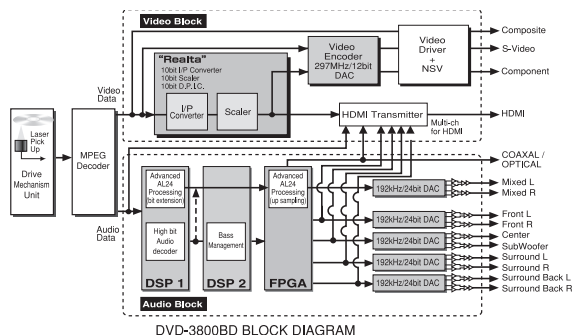 Video Block
"Realta"
10bit I/P Converter
10bit Scaler
10bit D.P.I.C.
I/P
Converter
Scaler
Video
Encoder
297MHz/12bit
DAC
Video
Driver
+
NSV
Composite
S-Video
Component
Video
Data
HDMI Transmitter
HDMI
Multi-ch
for HDMI
Laser
Pick
Up
Drive
Mechanism
Unit
MPEG
Decoder
COAXAL /
OPTICAL
Audio
Data
Advanced
AL24
Processing
(bit extension)
High bit
Audio
decoder
DSP 1
Bass
Management
DSP 2
Advanced
AL24
Processing
(up sampling)
FPGA
192kHz/24bit DAC
Mixed L
Mixed R
192kHz/24bit DAC
Front L
Front R
192kHz/24bit DAC
Center
SubWoofer
192kHz/24bit DAC
Surround L
Surround R
192kHz/24bit DAC
Surround Back L
Surround Back R
Audio Block
DVD-3800BD BLOCK DIAGRAM